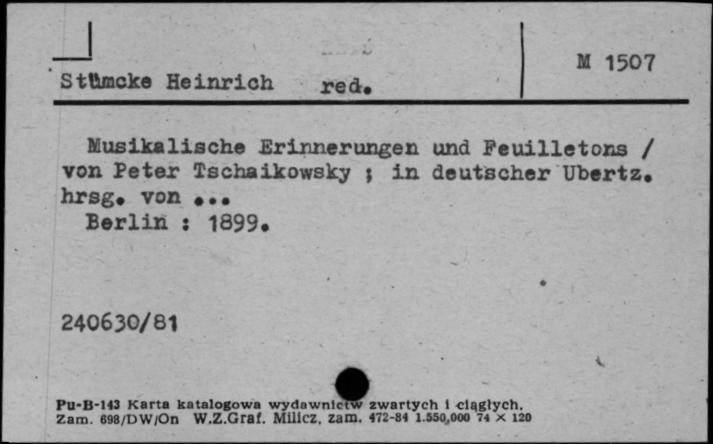 M 1507
Stümcke Heinrich red.
Musikalische Erinnerungen und Feuilletons /
von Peter Tschaikowsky ; in deutscher Ubertz.
hrsg. von ...
Berlin : 1899.
240630/81
Pu-B-143 Karta katalogowa wydawnictw zwartych i ciągłych.
Zam. 698/DW/On W.Z.Graf. Milicz, zam. 472-84 1.550,000 74 × 120